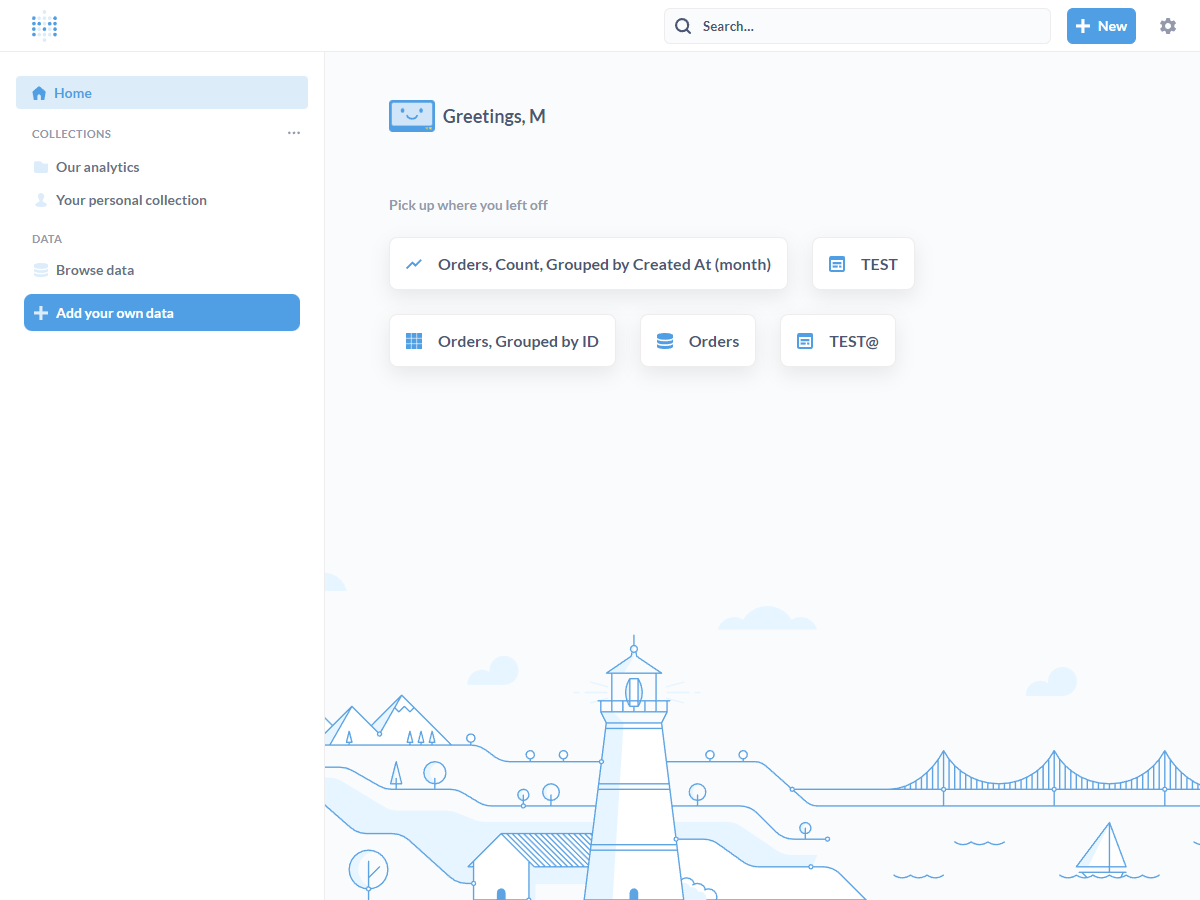 Search...
New
Home
COLLECTIONS
Our analytics
Your personal collection
DATA
Browse data
Add your own data
Greetings, M
Pick up where you left off
Orders, Count, Grouped by Created At (month)
TEST
Orders, Grouped by ID
Orders
TEST@